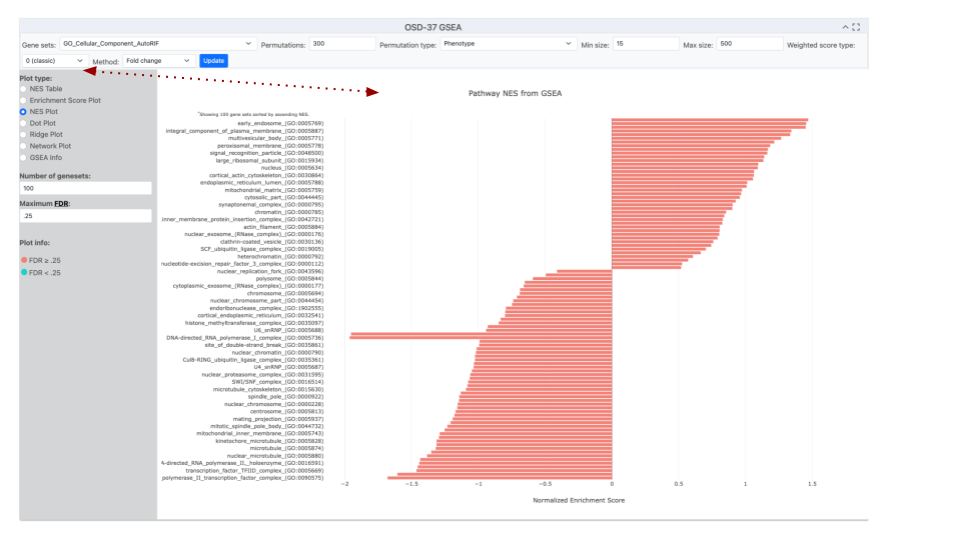 OSD-37 GSEA
Gene sets: GO_Cellular_Component_AutoRIF Permutations: 300 Permutation type: Phenotype Min size: 15 Max size: 500 Weighted score type:
0 (classic) Method: Fold change Update
Plot type:
NES Table
Enrichment Score Plot
NES Plot
Dot Plot
Ridge Plot
Network Plot
GSEA Info
Number of genesets:
100
Maximum FDR:
.25
Plot info:
FDR ≥ .25
FDR < .25
Pathway NES from GSEA
*Showing 100 gene sets sorted by ascending NES.
early_endosome_(GO:0005769)
integral_component_of_plasma_membrane_(GO:0005887)
multivesicular_body_(GO:0005771)
peroxisomal_membrane_(GO:0005778)
signal_recognition_particle_(GO:0048500)
large_ribosomal_subunit_(GO:0015934)
nucleus_(GO:0005634)
cortical_actin_cytoskeleton_(GO:0030864)
endoplasmic_reticulum_lumen_(GO:0005788)
mitochondrial_matrix_(GO:0005759)
cytosolic_part_(GO:0044445)
synaptonemal_complex_(GO:0000795)
chromatin_(GO:0000785)
inner_membrane_protein_insertion_complex_(GO:0042721)
actin_filament_(GO:0005884)
nuclear_exosome_(RNase_complex)_(GO:0000176)
clathrin-coated_vesicle_(GO:0030136)
SCF_ubiquitin_ligase_complex_(GO:0019005)
heterochromatin_(GO:0000792)
nucleotide-excision_repair_factor_3_complex_(GO:0000112)
nuclear_replication_fork_(GO:0043596)
polysome_(GO:0005844)
cytoplasmic_exosome_(RNase_complex)_(GO:0000177)
chromosome_(GO:0005694)
nuclear_chromosome_part_(GO:0044454)
endoribonuclease_complex_(GO:1902555)
cortical_endoplasmic_reticulum_(GO:0032541)
histone_methyltransferase_complex_(GO:0035097)
U6_snRNP_(GO:0005688)
DNA-directed_RNA_polymerase_I_complex_(GO:0005736)
site_of_double-strand_break_(GO:0035861)
nuclear_chromatin_(GO:0000790)
Cul8-RING_ubiquitin_ligase_complex_(GO:0035361)
U4_snRNP_(GO:0005687)
nuclear_proteasome_complex_(GO:0031595)
SWI/SNF_complex_(GO:0016514)
microtubule_cytoskeleton_(GO:0015630)
spindle_pole_(GO:0000922)
nuclear_chromosome_(GO:0000228)
centrosome_(GO:0005813)
mating_projection_(GO:0005937)
mitotic_spindle_pole_body_(GO:0044732)
mitochondrial_inner_membrane_(GO:0005743)
kinetochore_microtubule_(GO:0005828)
microtubule_(GO:0005874)
nuclear_microtubule_(GO:0005880)
A-directed_RNA_polymerase_II,_holoenzyme_(GO:0016591)
transcription_factor_TFIID_complex_(GO:0005669)
polymerase_II_transcription_factor_complex_(GO:0090575)
−2 −1.5 −1 −0.5 0 0.5 1 1.5
Normalized Enrichment Score